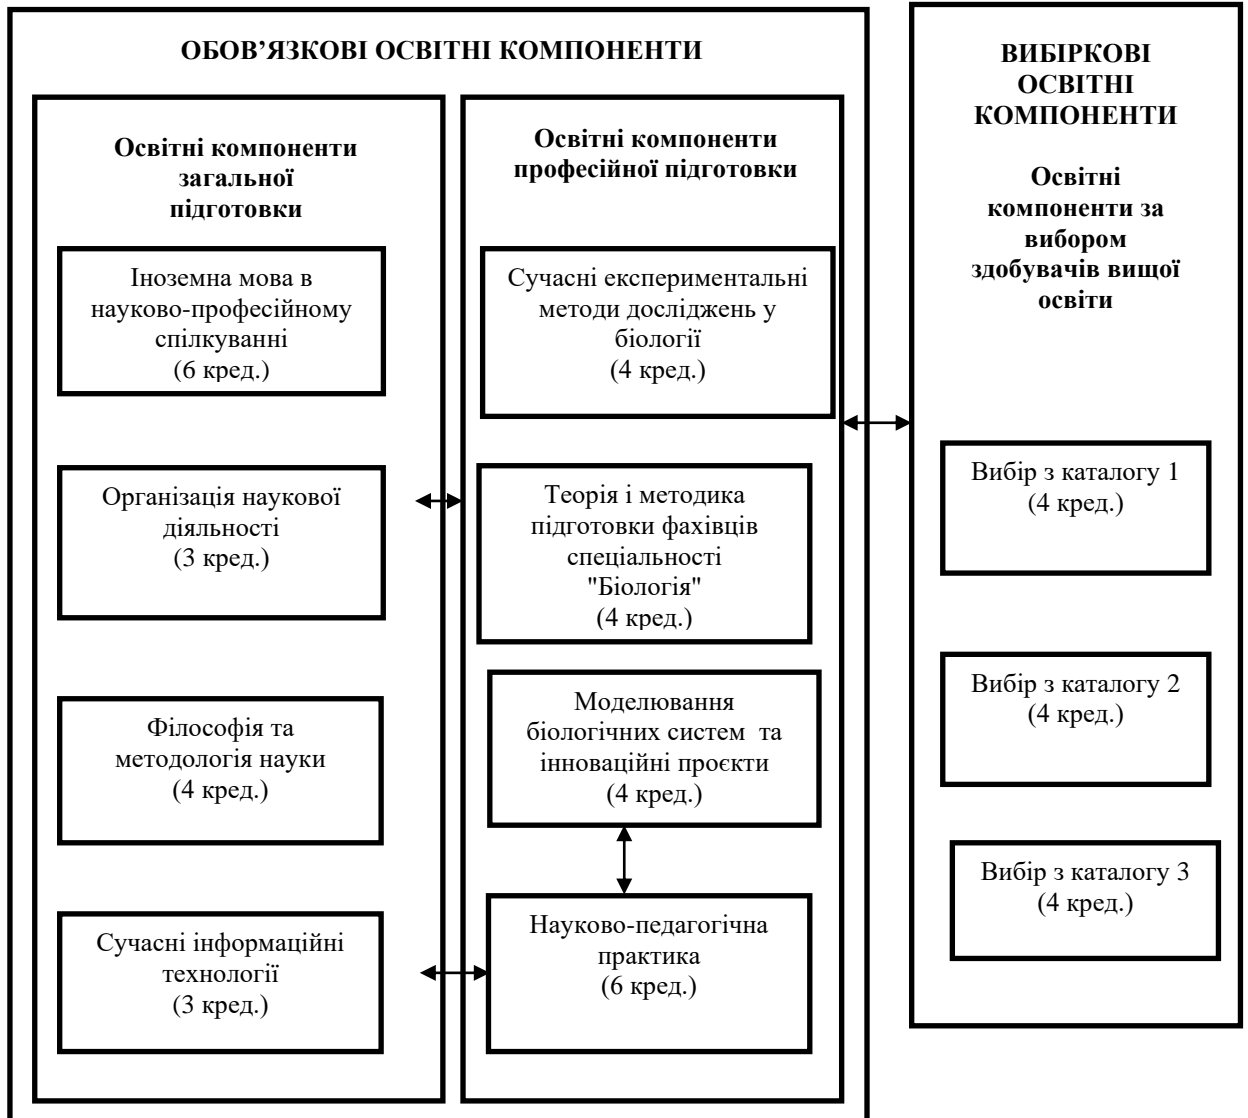 ОБОВ’ЯЗКОВІ ОСВІТНІ КОМПОНЕНТИ
Освітні компоненти
загальної
підготовки
Іноземна мова в
науково-професійному
спілкуванні
(6 кред.)
Організація наукової
діяльності
(3 кред.)
Філософія та
методологія науки
(4 кред.)
Сучасні інформаційні
технології
(3 кред.)
Освітні компоненти
професійної підготовки
Сучасні експериментальні
методи досліджень у
біології
(4 кред.)
Теорія і методика
підготовки фахівців
спеціальності
"Біологія"
(4 кред.)
Моделювання
біологічних систем та
інноваційні проєкти
(4 кред.)
Науково-педагогічна
практика
(6 кред.)
ВИБІРКОВІ
ОСВІТНІ
КОМПОНЕНТИ
Освітні
компоненти за
вибором
здобувачів вищої
освіти
Вибір з каталогу 1
(4 кред.)
Вибір з каталогу 2
(4 кред.)
Вибір з каталогу 3
(4 кред.)